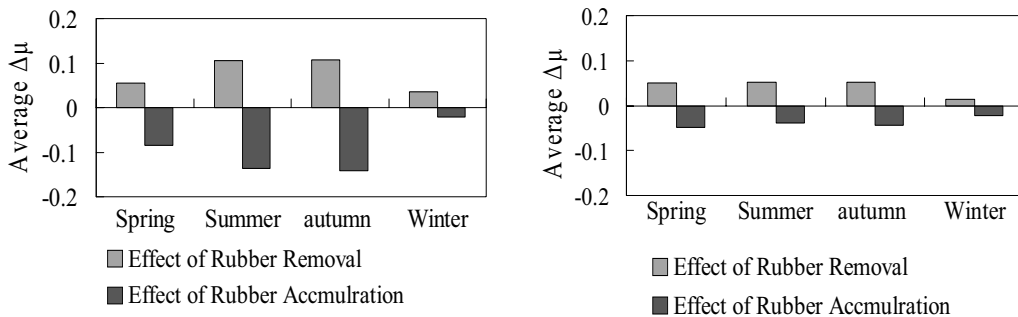 Average Δμ
0.2
0.1
0
-0.1
-0.2
Spring Summer autumn Winter
Effect of Rubber Removal
Effect of Rubber Accmulration
Average Δμ
0.2
0.1
0
-0.1
-0.2
Spring Summer autumn Winter
Effect of Rubber Removal
Effect of Rubber Accmulration